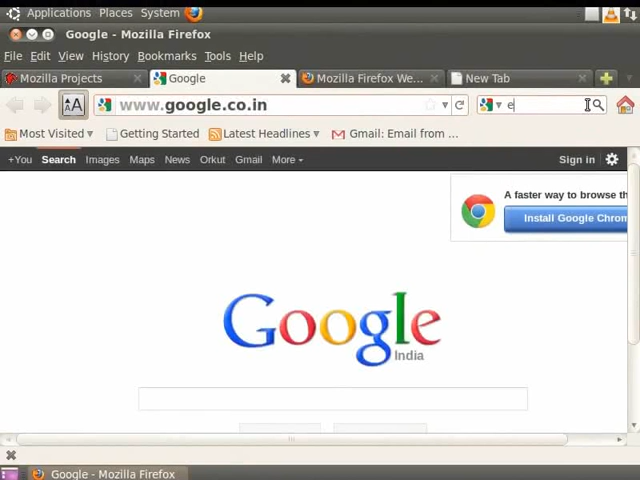 Applications Places System
Google - Mozilla Firefox
File Edit View History Bookmarks Tools Help
Mozilla Projects Google Mozilla Firefox We... New Tab
AA www.google.co.in e
Most Visited Getting Started Latest Headlines Gmail: Email from ...
+You Search Images Maps News Orkut Gmail More Sign in
A faster way to browse th
Install Google Chrom
Google
India
Google - Mozilla Firefox